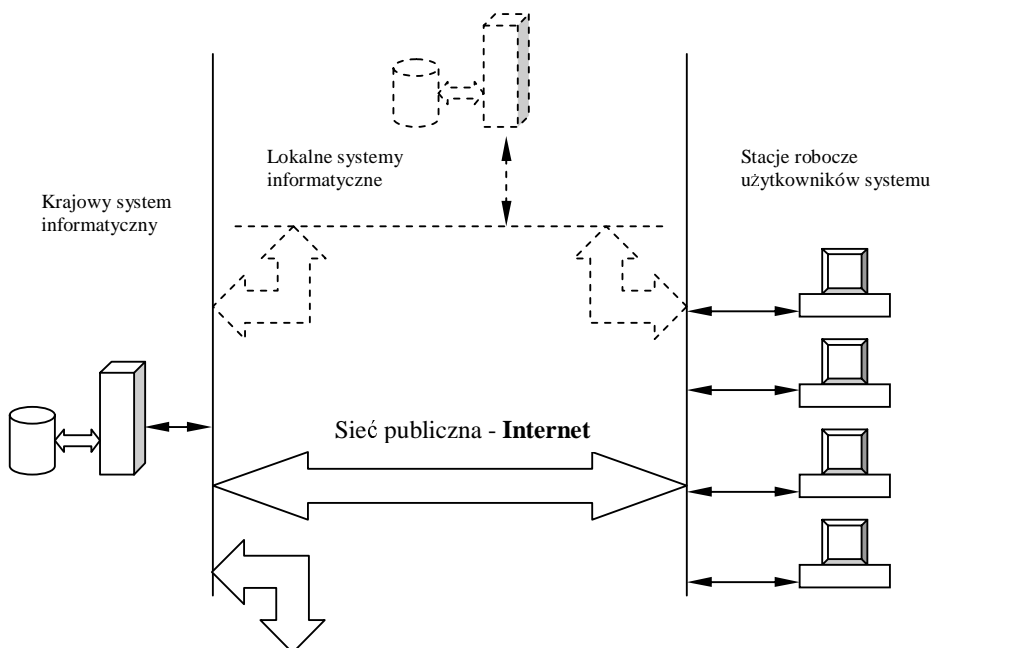 Lokalne systemy
informatyczne
Stacje robocze
użytkowników systemu
Krajowy system
informatyczny
Sieć publiczna - Internet